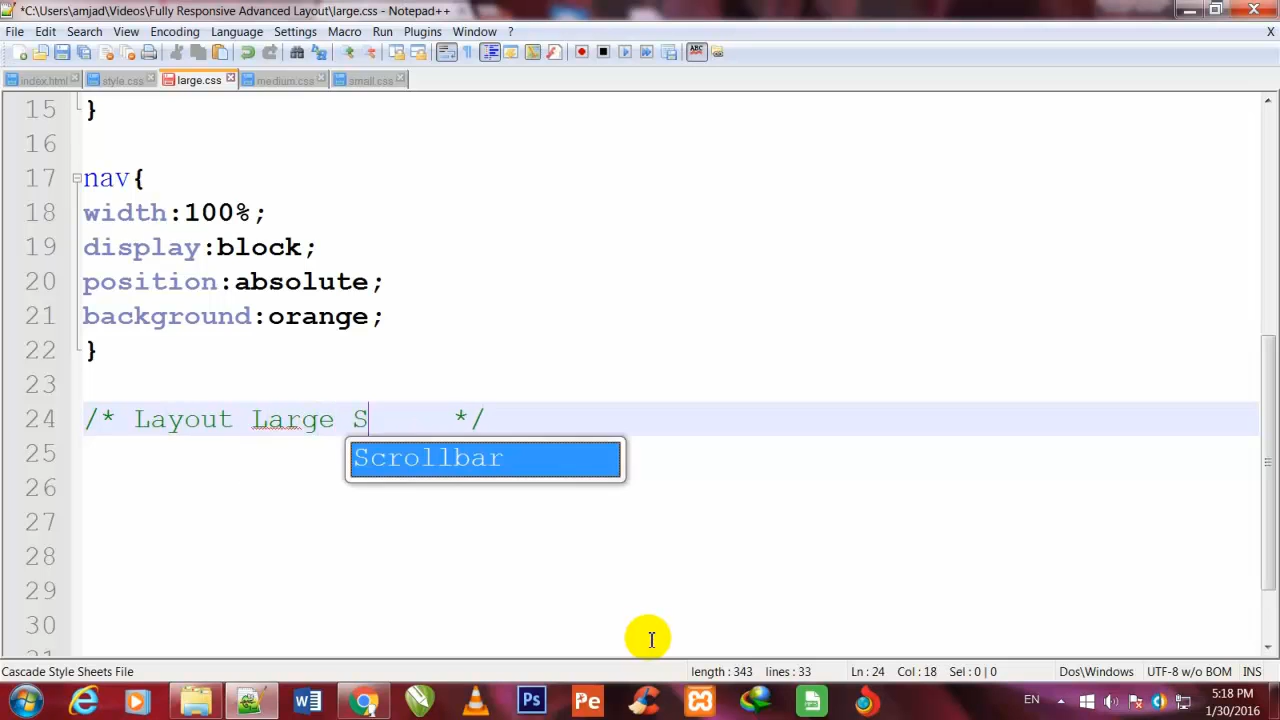 *C:\Users\amjad\Videos\Fully Responsive Advanced Layout\large.css - Notepad++
File Edit Search View Encoding Language Settings Macro Run Plugins Window ? X
index.html style.css large.css medium.css small.css
15 }
16
17 nav{
18 width:100%;
19 display:block;
20 position:absolute;
21 background:orange;
22 }
23
24 /* Layout Large S */
25 Scrollbar
26
27
28
29
30
31
Cascade Style Sheets File length : 343 lines : 33 Ln : 24 Col : 18 Sel : 0 | 0 Dos\Windows UTF-8 w/o BOM INS
W Ps Pe EN 5:18 PM
1/30/2016